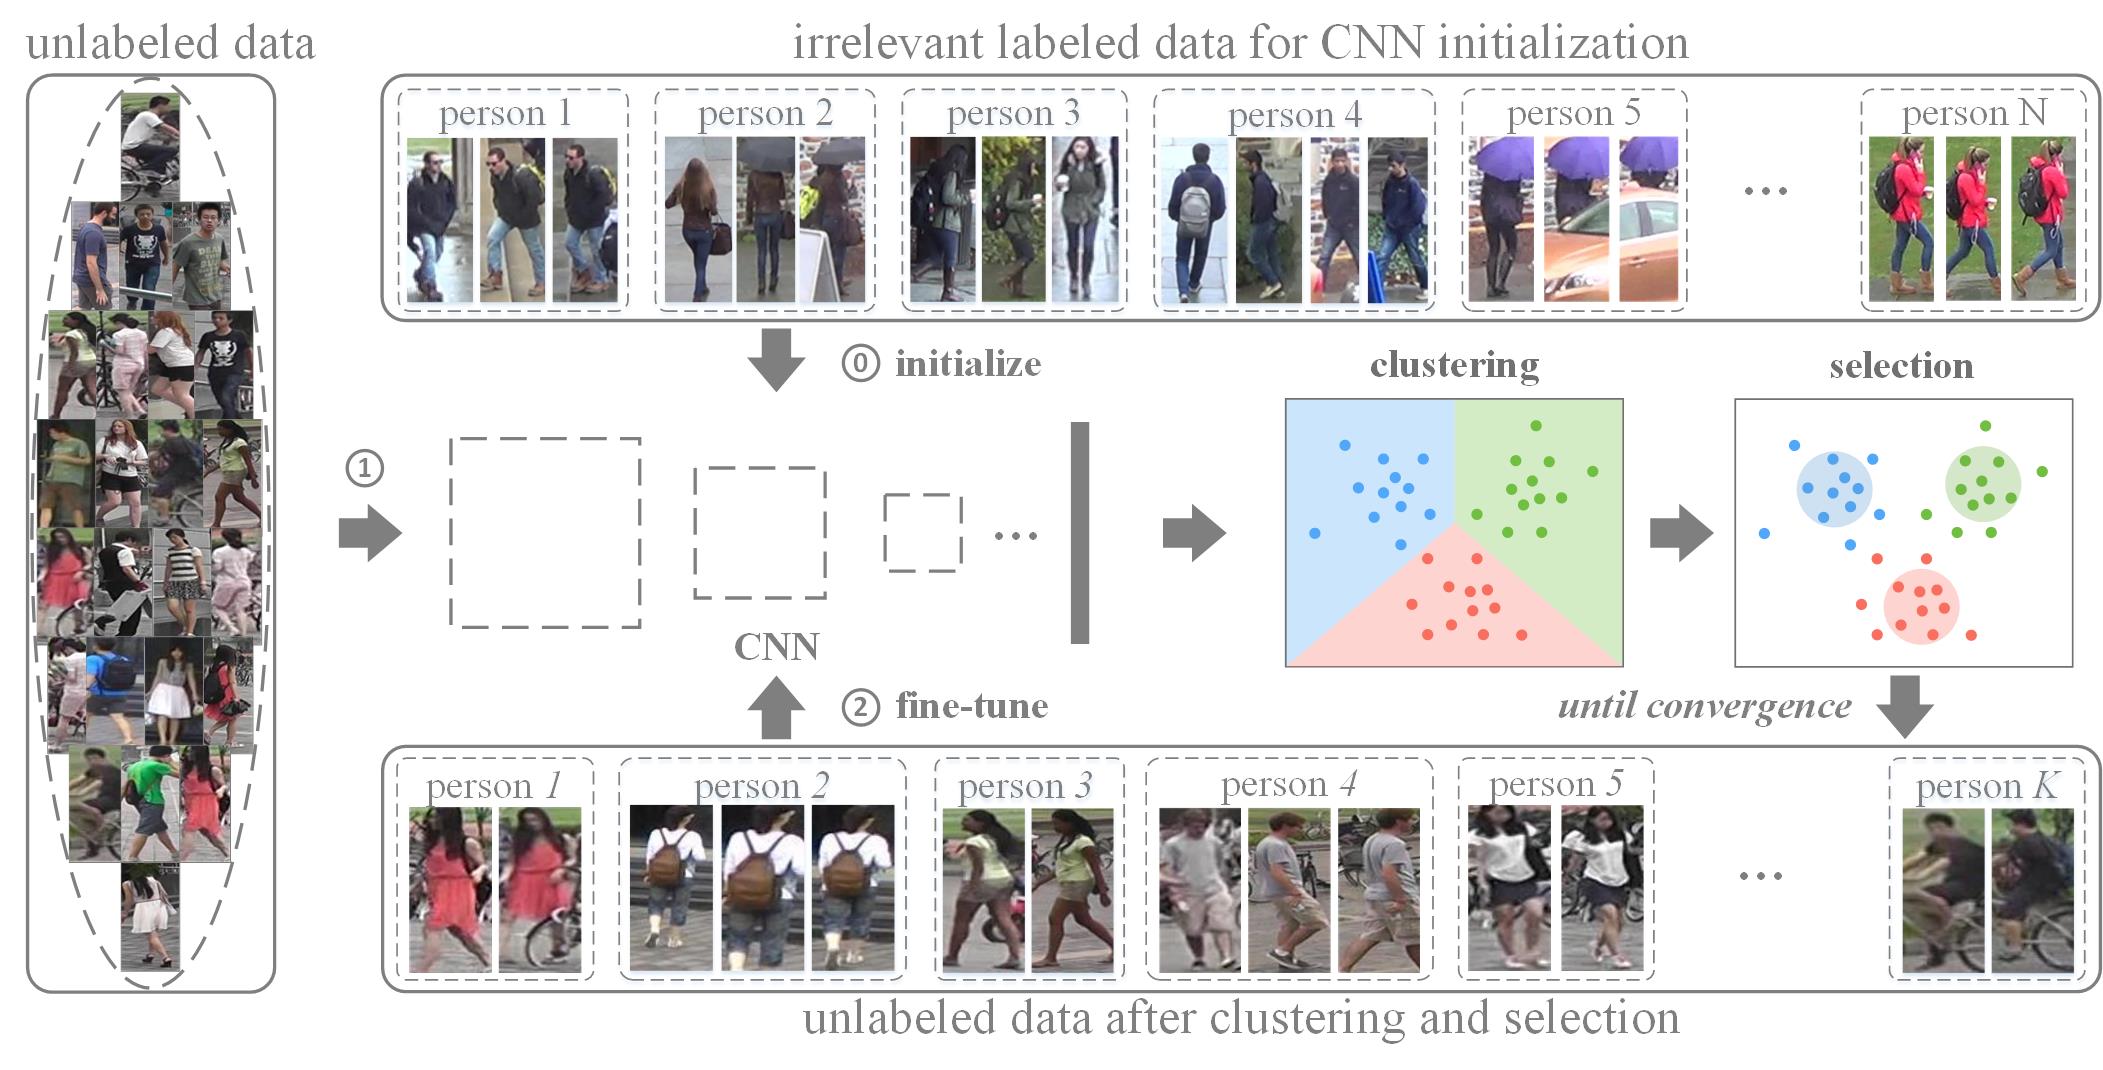 unlabeled data
irrelevant labeled data for CNN initialization
person 1
person 2
person 3
person 4
person 5
...
person N
0 initialize
clustering
selection
1
...
CNN
2 fine-tune
until convergence
person 1
person 2
person 3
person 4
person 5
...
person K
unlabeled data after clustering and selection